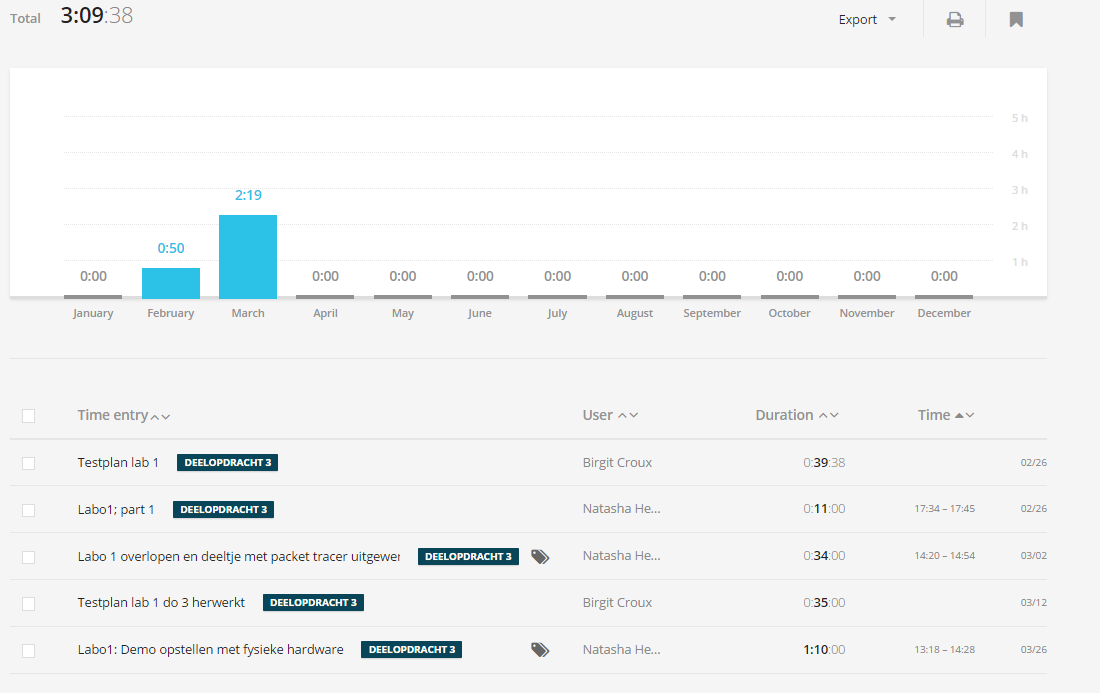 Total 3:09:38 Export
5 h
4 h
3 h
2:19
2 h
0:50
1 h
0:00 0:00 0:00 0:00 0:00 0:00 0:00 0:00 0:00 0:00
January February March April May June July August September October November December
Time entry User Duration Time
Testplan lab 1 DEELOPDRACHT 3 Birgit Croux 0:39:38 02/26
Labo1; part 1 DEELOPDRACHT 3 Natasha He... 0:11:00 17:34 – 17:45 02/26
Labo 1 overlopen en deeltje met packet tracer uitgewer DEELOPDRACHT 3 Natasha He... 0:34:00 14:20 – 14:54 03/02
Testplan lab 1 do 3 herwerkt DEELOPDRACHT 3 Birgit Croux 0:35:00 03/12
Labo1: Demo opstellen met fysieke hardware DEELOPDRACHT 3 Natasha He... 1:10:00 13:18 – 14:28 03/26